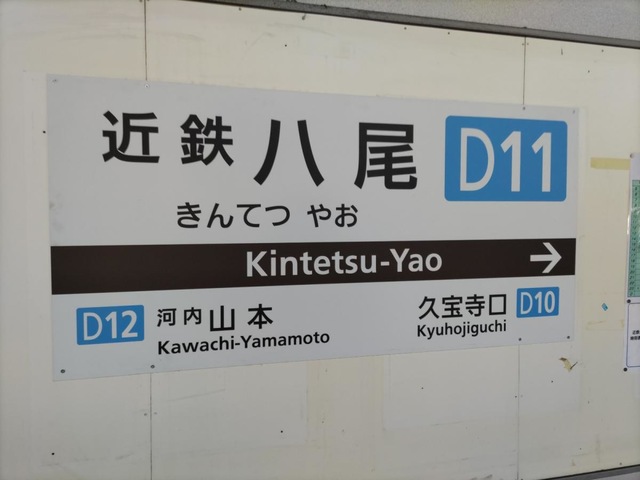 近鉄八尾 D11
きんてつ やお
Kintetsu-Yao →
D12 河内山本 久宝寺口 D10
Kawachi-Yamamoto Kyuhojiguchi